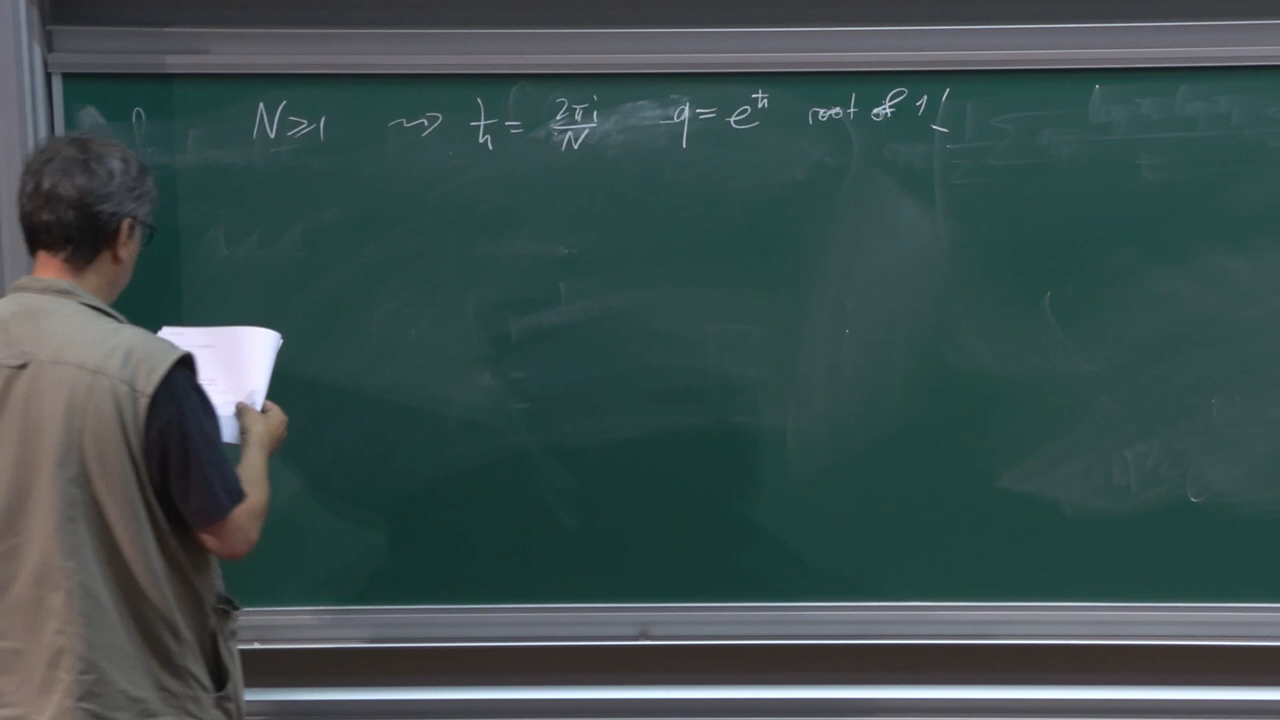 N ≥ 1 ⇝ ħ = 2πi/N q = e^ħ root of 1!